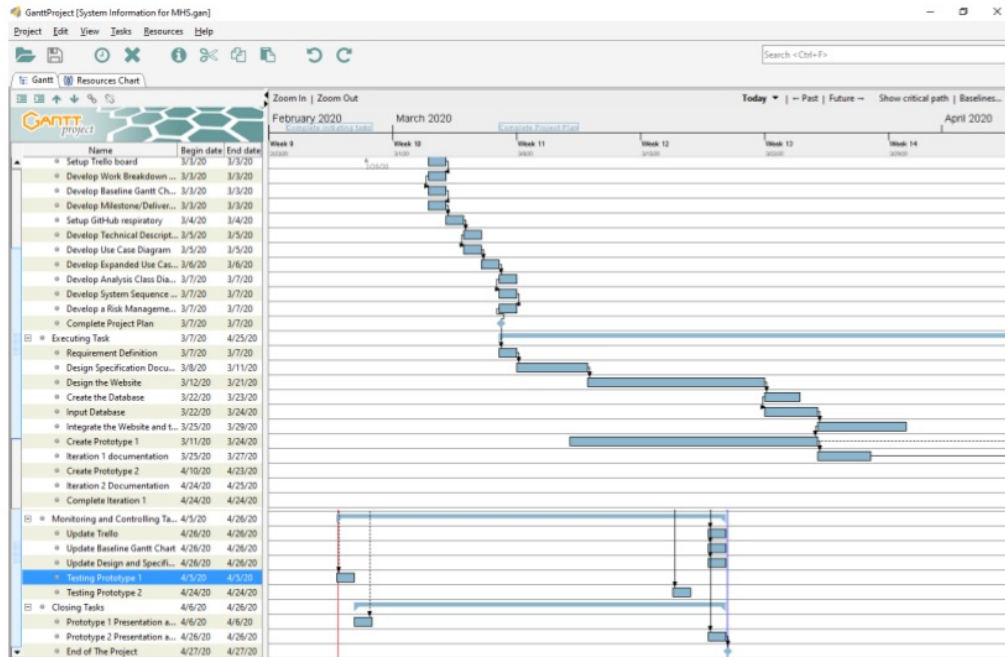 GanttProject [System Information for MHS.gan]
Project Edit View Tasks Resources Help
Search <Ctrl+F>
Gantt Resources Chart
Zoom In | Zoom Out Today | ← Past | Future → Show critical path | Baselines...
GANTT project
February 2020 March 2020 April 2020
Complete initiating task Complete Project Plan
Week 9 Week 10 Week 11 Week 12 Week 13 Week 14
Name Begin date End date
Setup Trello board 3/3/20 3/3/20
Develop Work Breakdown ... 3/3/20 3/3/20
Develop Baseline Gantt Ch... 3/3/20 3/3/20
Develop Milestone/Deliver... 3/3/20 3/3/20
Setup GitHub respiratory 3/4/20 3/4/20
Develop Technical Descript... 3/5/20 3/5/20
Develop Use Case Diagram 3/5/20 3/5/20
Develop Expanded Use Cas... 3/6/20 3/6/20
Develop Analysis Class Dia... 3/7/20 3/7/20
Develop System Sequence ... 3/7/20 3/7/20
Develop a Risk Manageme... 3/7/20 3/7/20
Complete Project Plan 3/7/20 3/7/20
Executing Task 3/7/20 4/25/20
Requirement Definition 3/7/20 3/7/20
Design Specification Docu... 3/8/20 3/11/20
Design the Website 3/12/20 3/21/20
Create the Database 3/22/20 3/23/20
Input Database 3/22/20 3/24/20
Integrate the Website and t... 3/25/20 3/29/20
Create Prototype 1 3/11/20 3/24/20
Iteration 1 documentation 3/25/20 3/27/20
Create Prototype 2 4/10/20 4/23/20
Iteration 2 Documentation 4/24/20 4/25/20
Complete Iteration 1 4/24/20 4/24/20
Monitoring and Controlling Ta... 4/5/20 4/26/20
Update Trello 4/26/20 4/26/20
Update Baseline Gantt Chart 4/26/20 4/26/20
Update Design and Specifi... 4/26/20 4/26/20
Testing Prototype 1 4/5/20 4/5/20
Testing Prototype 2 4/24/20 4/24/20
Closing Tasks 4/6/20 4/26/20
Prototype 1 Presentation a... 4/6/20 4/6/20
Prototype 2 Presentation a... 4/26/20 4/26/20
End of The Project 4/27/20 4/27/20